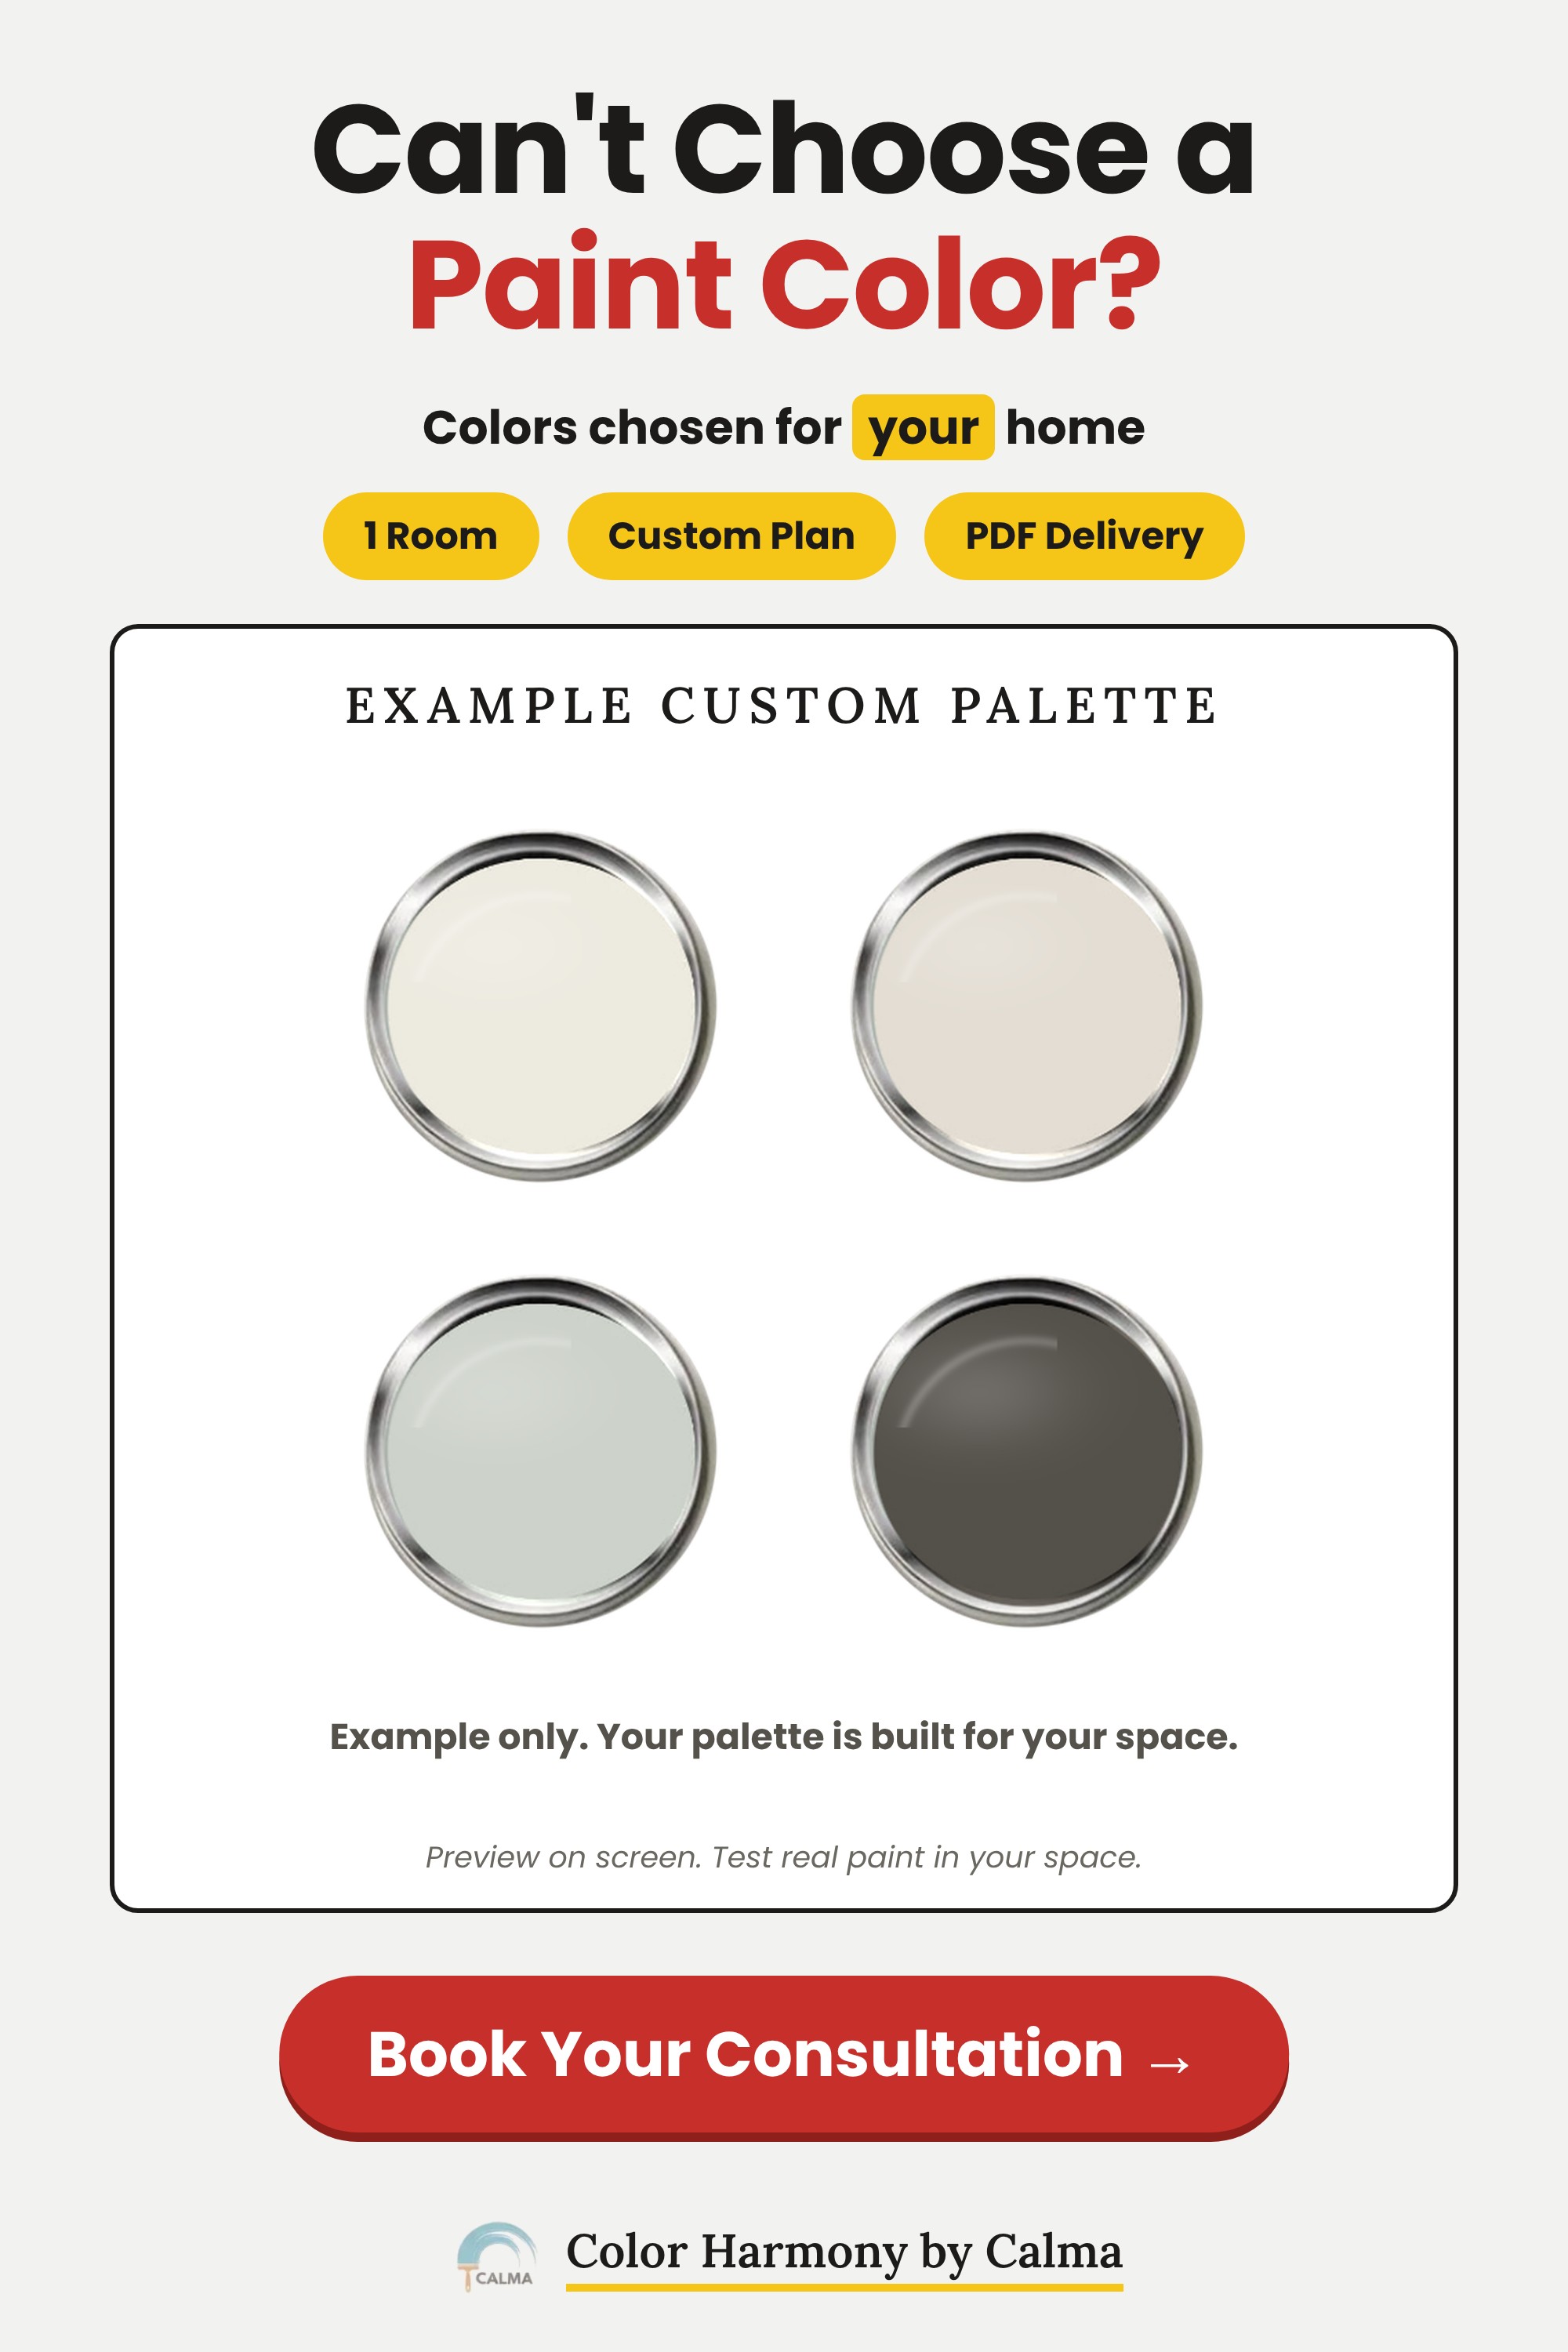 Can't Choose a
Paint Color?
Colors chosen for your home
1 Room
Custom Plan
PDF Delivery
EXAMPLE CUSTOM PALETTE
Example only. Your palette is built for your space.
Preview on screen. Test real paint in your space.
Book Your Consultation →
CALMA
Color Harmony by Calma